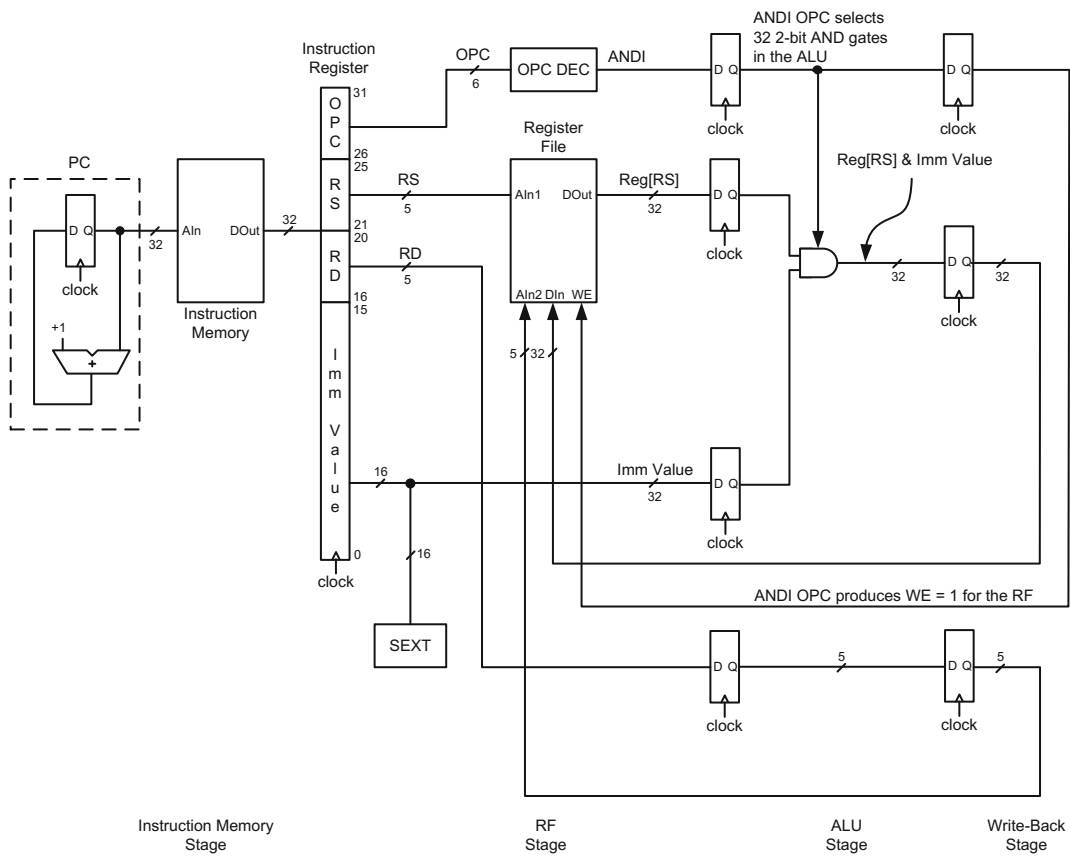 ANDI OPC selects
32 2-bit AND gates
in the ALU
Instruction
Register
OPC
6
OPC DEC
ANDI
D Q
clock
D Q
clock
31
O
P
C
26
25
R
S
21
20
R
D
16
15
I
m
m
V
a
l
u
e
0
clock
PC
D Q
clock
+1
+
32
AIn
DOut
Instruction
Memory
32
RS
5
RD
5
Register
File
AIn1
DOut
AIn2 DIn WE
5
32
Reg[RS]
32
D Q
clock
Reg[RS] & Imm Value
32
D Q
clock
32
16
16
SEXT
Imm Value
32
D Q
clock
ANDI OPC produces WE = 1 for the RF
D Q
clock
5
D Q
clock
5
Instruction Memory
Stage
RF
Stage
ALU
Stage
Write-Back
Stage